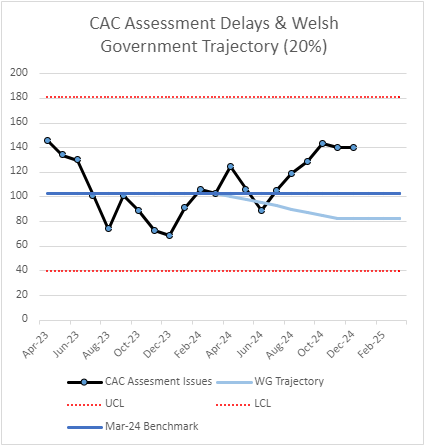 CAC Assessment Delays & Welsh
Government Trajectory (20%)
200
180
160
140
120
100
80
60
40
20
0
Apr-23
Jun-23
Aug-23
Oct-23
Dec-23
Feb-24
Apr-24
Jun-24
Aug-24
Oct-24
Dec-24
Feb-25
CAC Assesment Issues
WG Trajectory
UCL
LCL
Mar-24 Benchmark